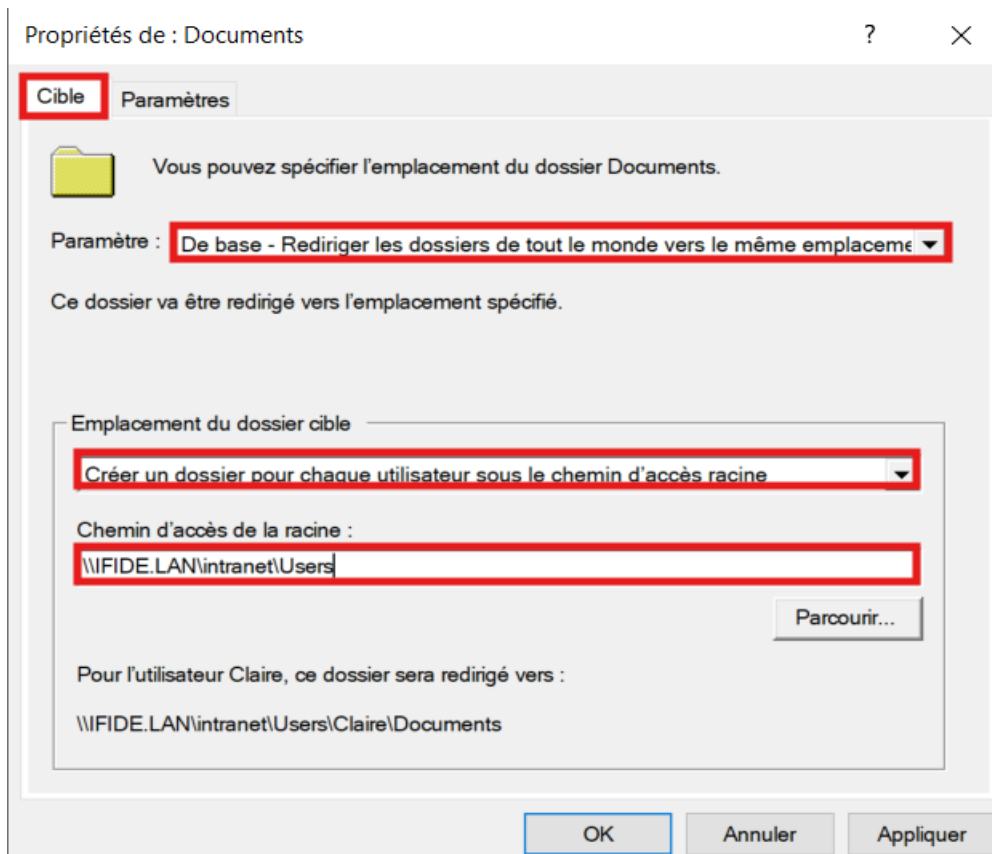 Propriétés de : Documents ?
Cible Paramètres
Vous pouvez spécifier l'emplacement du dossier Documents.
Paramètre : De base - Rediriger les dossiers de tout le monde vers le même emplaceme
Ce dossier va être redirigé vers l'emplacement spécifié.
Emplacement du dossier cible
Créer un dossier pour chaque utilisateur sous le chemin d'accès racine
Chemin d'accès de la racine :
\\IFIDE.LAN\intranet\Users
Parcourir...
Pour l'utilisateur Claire, ce dossier sera redirigé vers :
\\IFIDE.LAN\intranet\Users\Claire\Documents
OK Annuler Appliquer